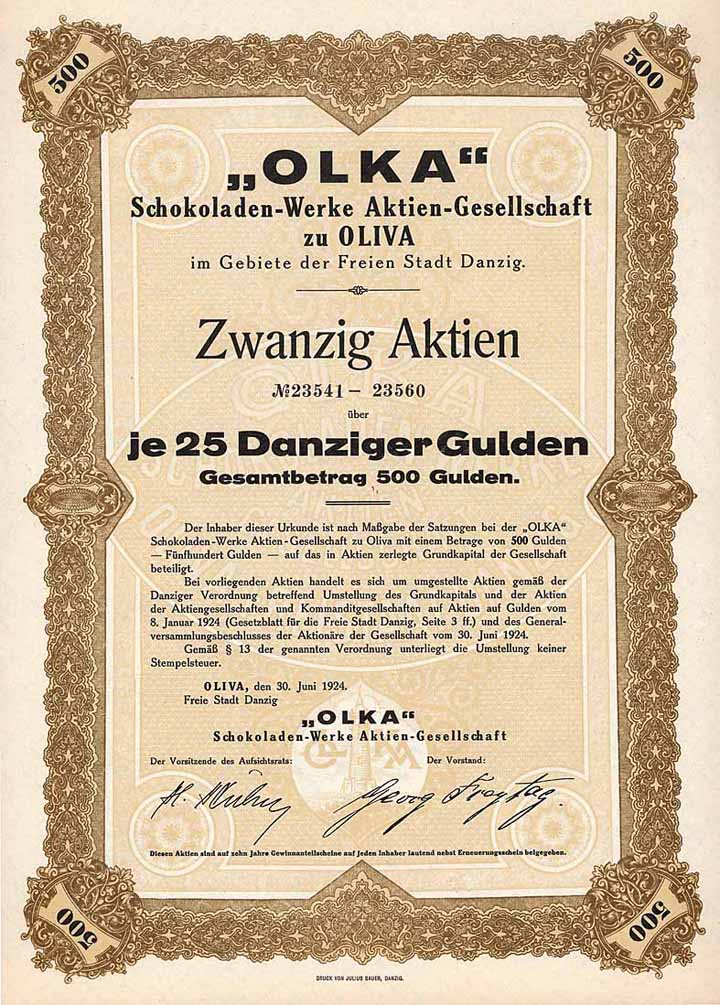 500
500
„OLKA“
Schokoladen-Werke Aktien-Gesellschaft
zu OLIVA
im Gebiete der Freien Stadt Danzig.
Zwanzig Aktien
№ 23541 – 23560
über
je 25 Danziger Gulden
Gesamtbetrag 500 Gulden.
Der Inhaber dieser Urkunde ist nach Maßgabe der Satzungen bei der „OLKA“
Schokoladen-Werke Aktien-Gesellschaft zu Oliva mit einem Betrage von 500 Gulden
— Fünfhundert Gulden — auf das in Aktien zerlegte Grundkapital der Gesellschaft
beteiligt.
Bei vorliegenden Aktien handelt es sich um umgestellte Aktien gemäß der
Danziger Verordnung betreffend Umstellung des Grundkapitals und der Aktien
der Aktiengesellschaften und Kommanditgesellschaften auf Aktien auf Gulden vom
8. Januar 1924 (Gesetzblatt für die Freie Stadt Danzig, Seite 3 ff.) und des General-
versammlungsbeschlusses der Aktionäre der Gesellschaft vom 30. Juni 1924.
Gemäß § 13 der genannten Verordnung unterliegt die Umstellung keiner
Stempelsteuer.
OLIVA, den 30. Juni 1924.
Freie Stadt Danzig
„OLKA“
Schokoladen-Werke Aktien-Gesellschaft
Der Vorsitzende des Aufsichtsrats:
Der Vorstand:
Georg Freytag.
Diesen Aktien sind auf zehn Jahre Gewinnanteilscheine auf jeden Inhaber lautend nebst Erneuerungsschein beigegeben.
500
500
DRUCK VON JULIUS SAUER, DANZIG.